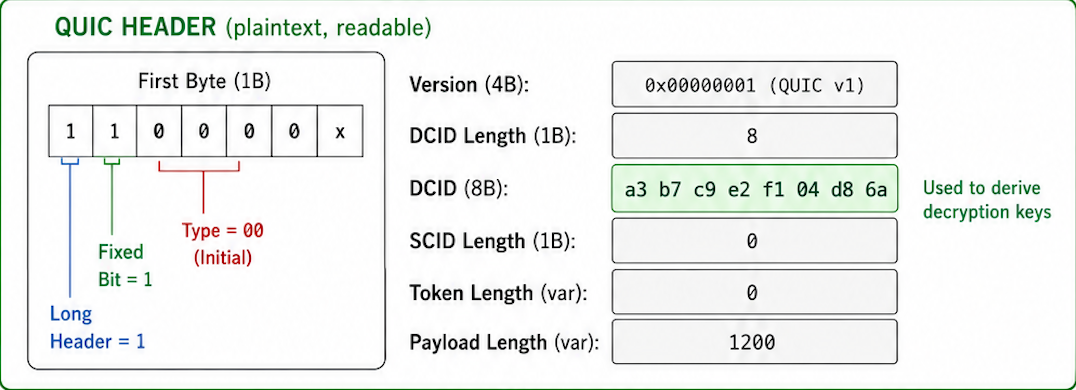 QUIC HEADER (plaintext, readable)
First Byte (1B)
1 1 0 0 0 0 x
Long
Header = 1
Fixed
Bit = 1
Type = 00
(Initial)
Version (4B): 0x00000001 (QUIC v1)
DCID Length (1B): 8
DCID (8B): a3 b7 c9 e2 f1 04 d8 6a
Used to derive
decryption keys
SCID Length (1B): 0
Token Length (var): 0
Payload Length (var): 1200